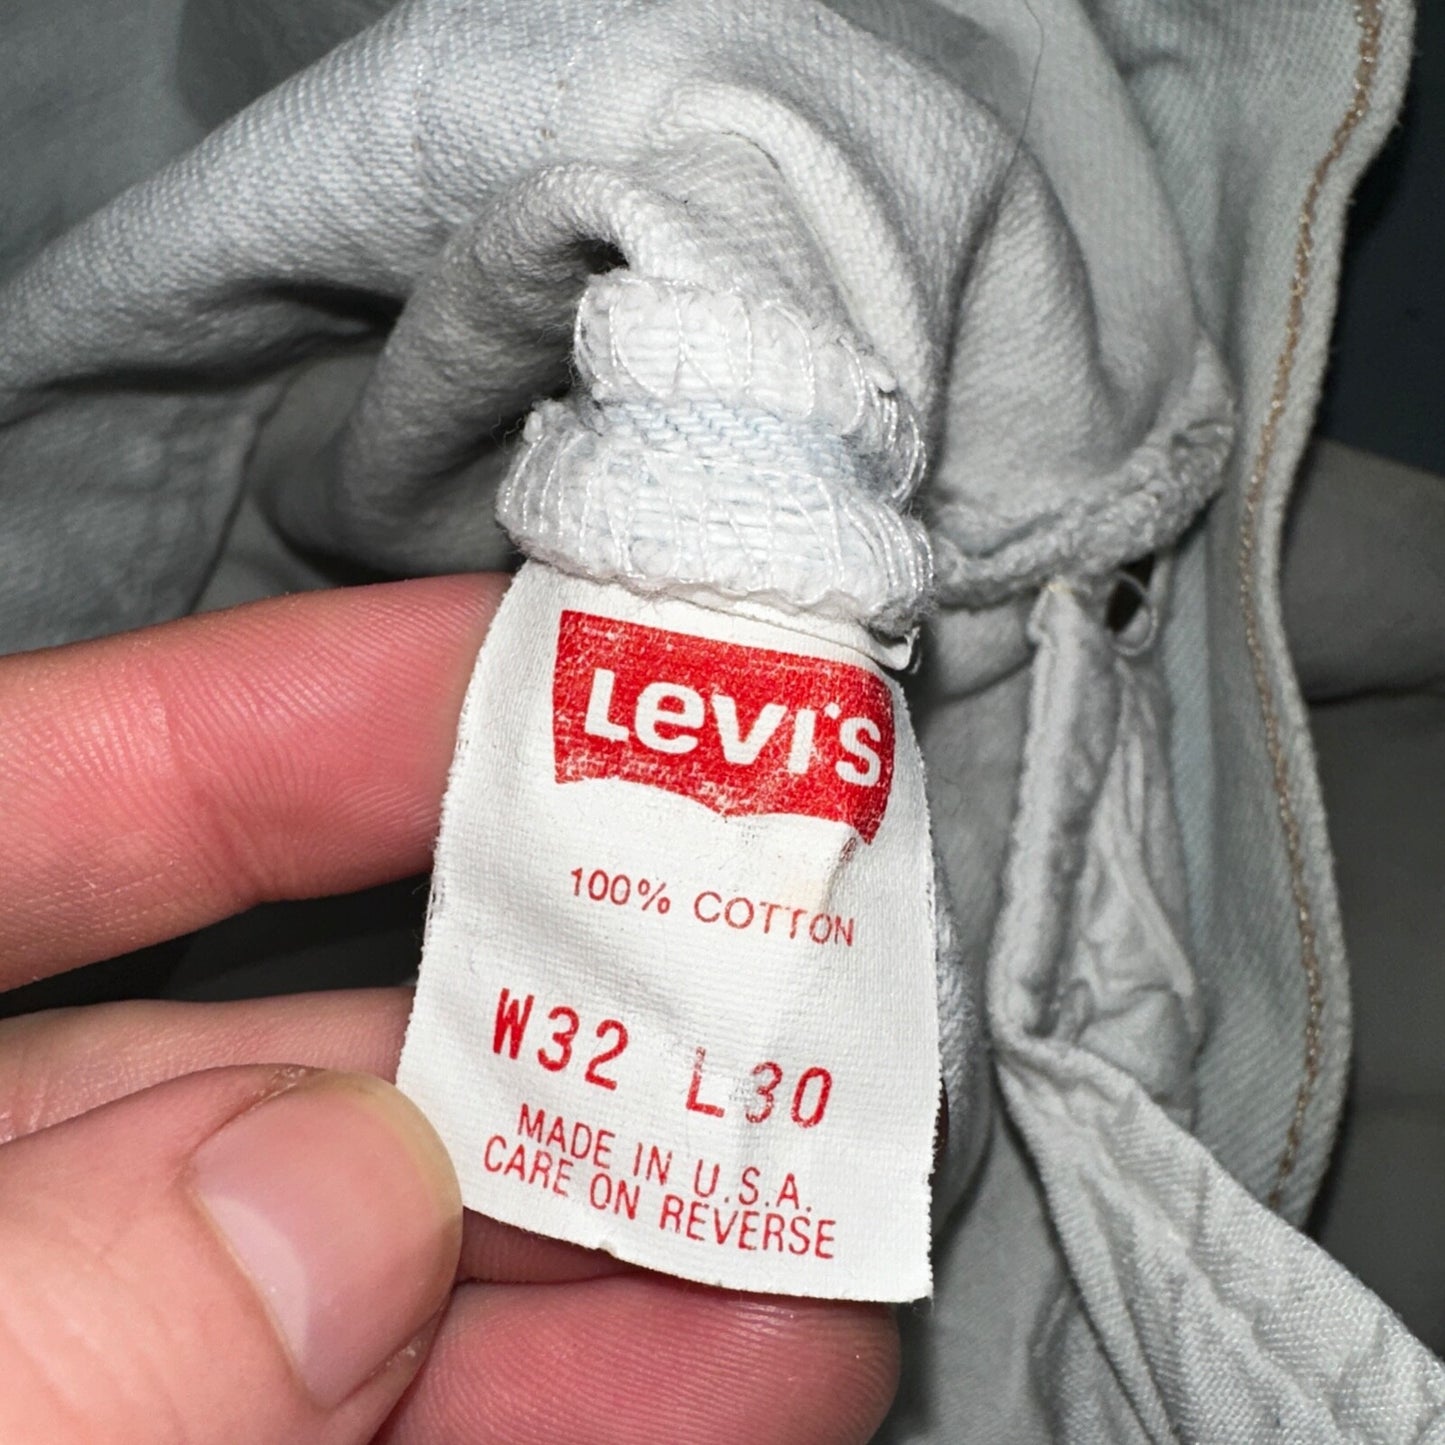 Levi's
100% COTTON
W32 L30
MADE IN U.S.A.
CARE ON REVERSE